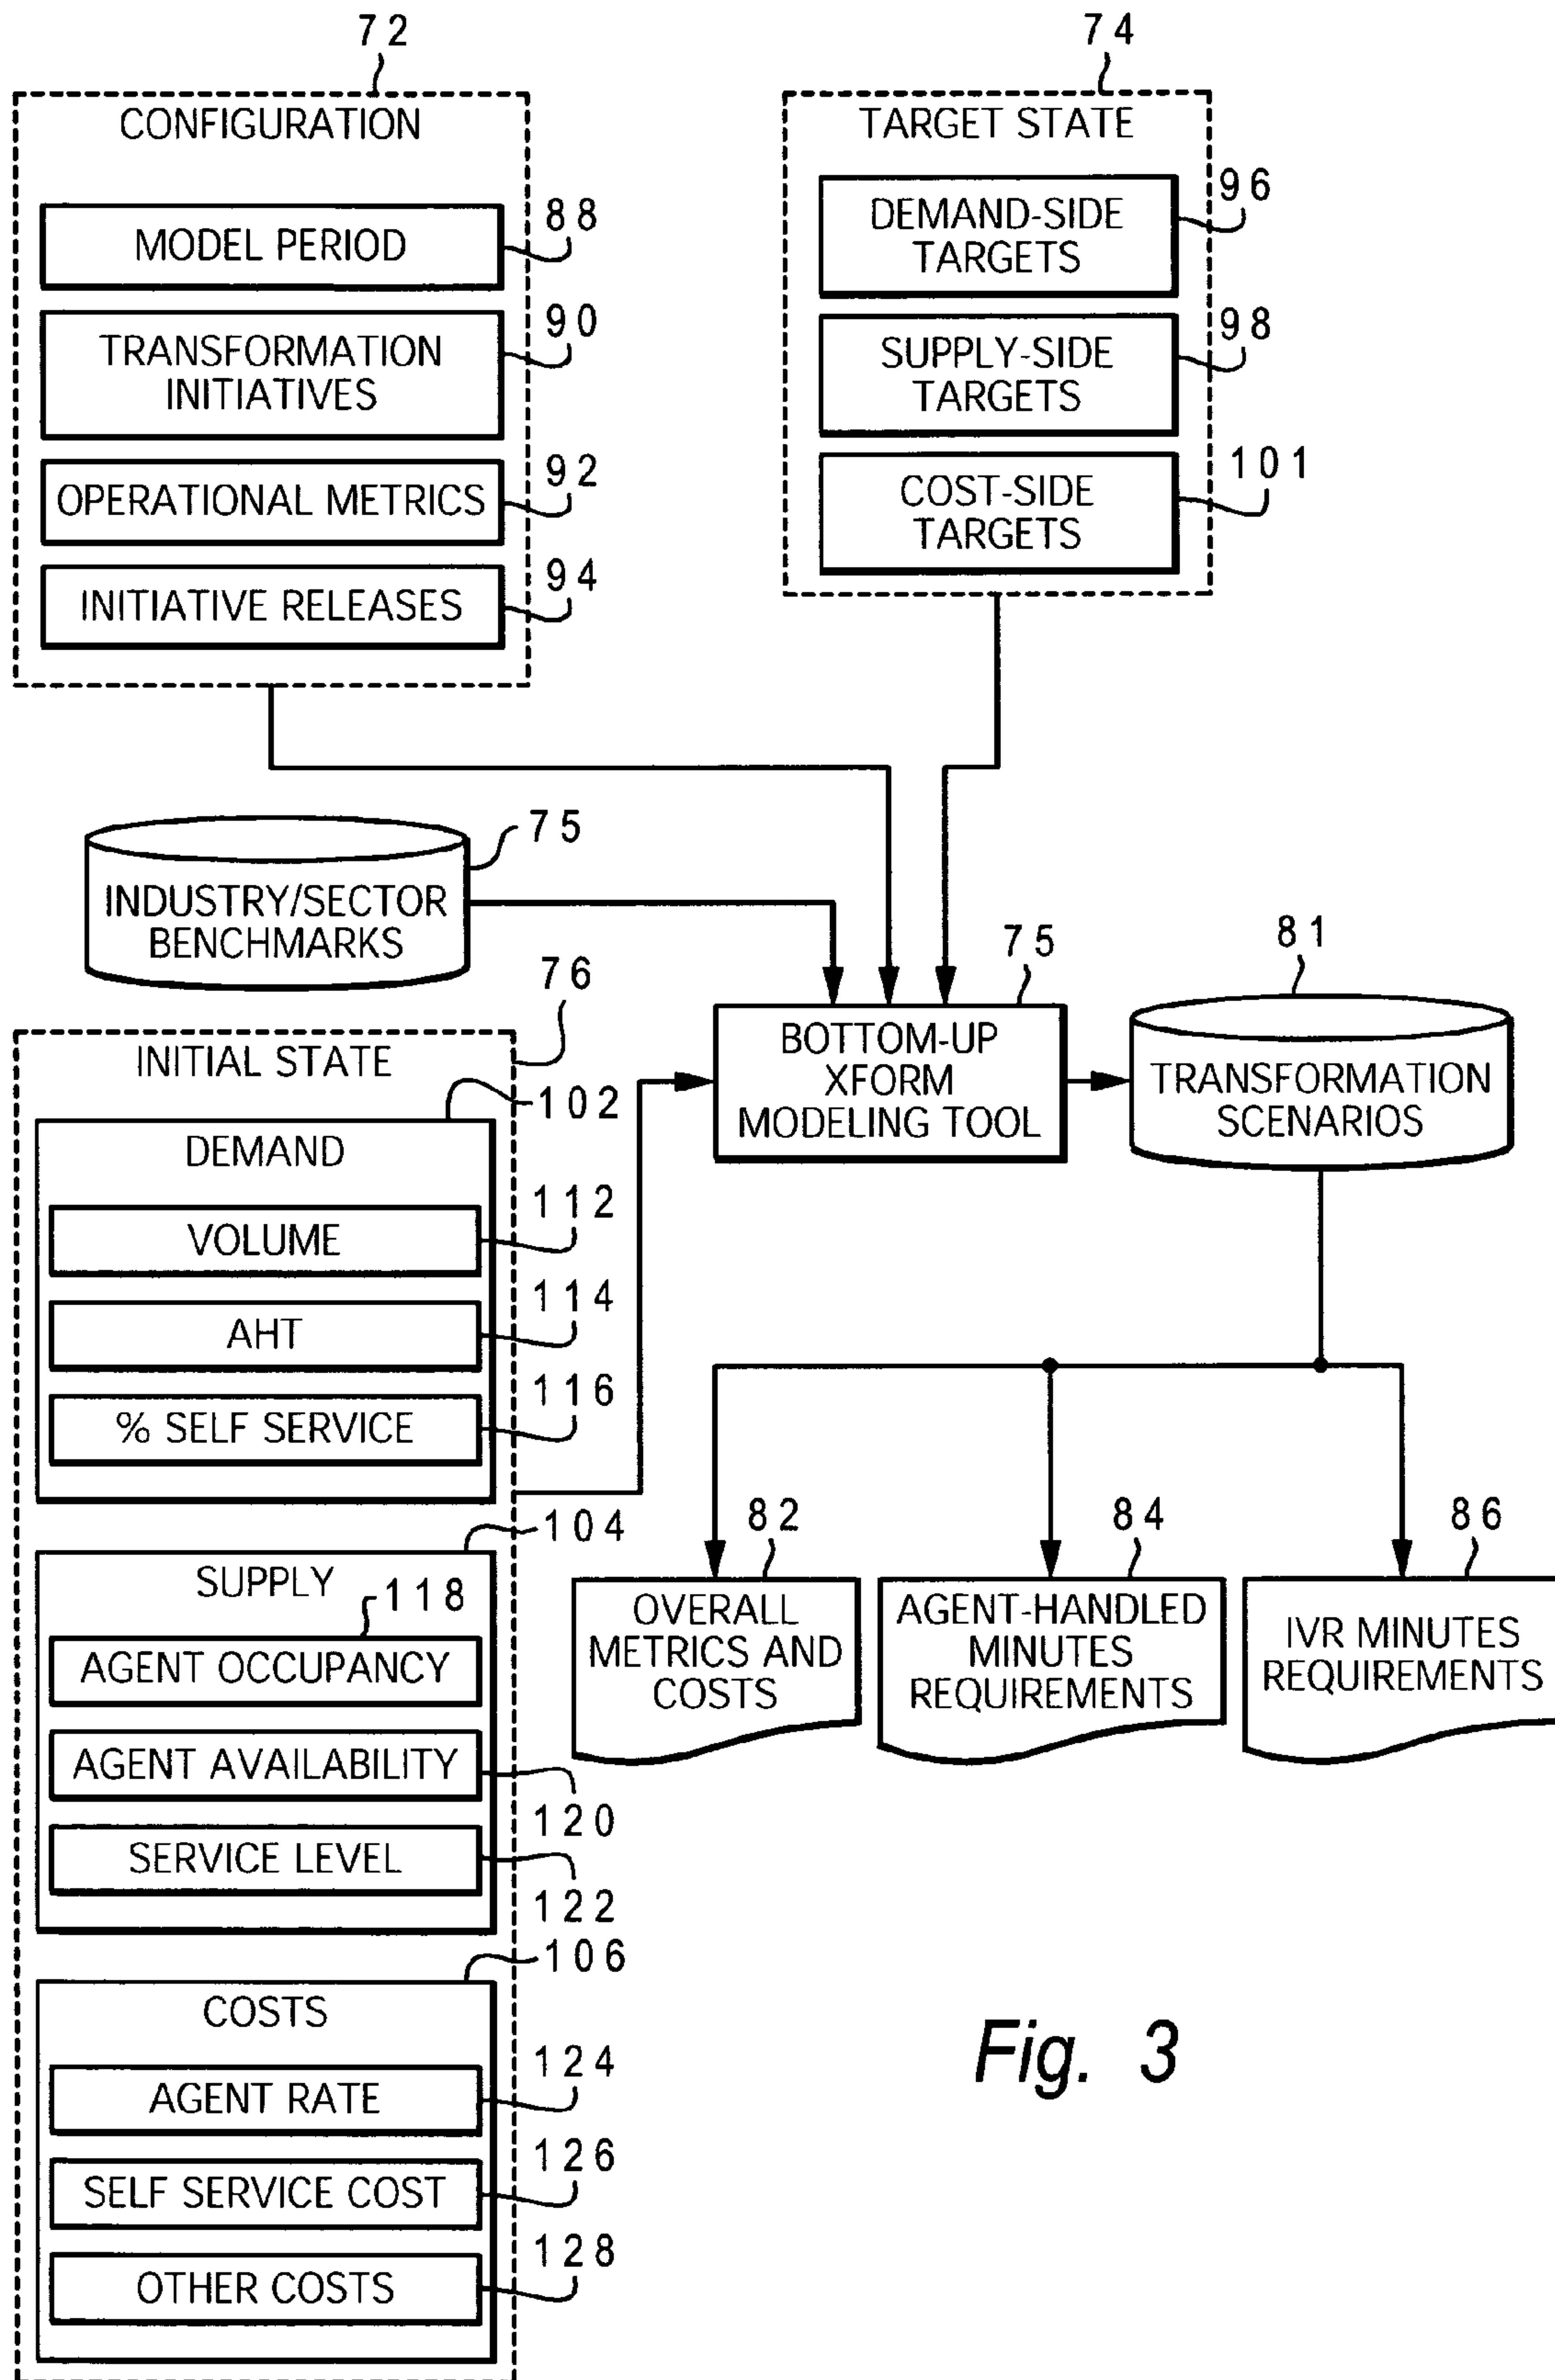 72
CONFIGURATION
MODEL PERIOD
88
TRANSFORMATION
INITIATIVES
90
OPERATIONAL METRICS
92
INITIATIVE RELEASES
94
74
TARGET STATE
DEMAND-SIDE
TARGETS
96
SUPPLY-SIDE
TARGETS
98
COST-SIDE
TARGETS
101
75
INDUSTRY/SECTOR
BENCHMARKS
75
BOTTOM-UP
XFORM
MODELING TOOL
81
TRANSFORMATION
SCENARIOS
76
INITIAL STATE
102
DEMAND
VOLUME
112
AHT
114
% SELF SERVICE
116
104
SUPPLY
118
AGENT OCCUPANCY
AGENT AVAILABILITY
120
SERVICE LEVEL
122
106
COSTS
AGENT RATE
124
SELF SERVICE COST
126
OTHER COSTS
128
82
OVERALL
METRICS AND
COSTS
84
AGENT-HANDLED
MINUTES
REQUIREMENTS
86
IVR MINUTES
REQUIREMENTS
Fig. 3